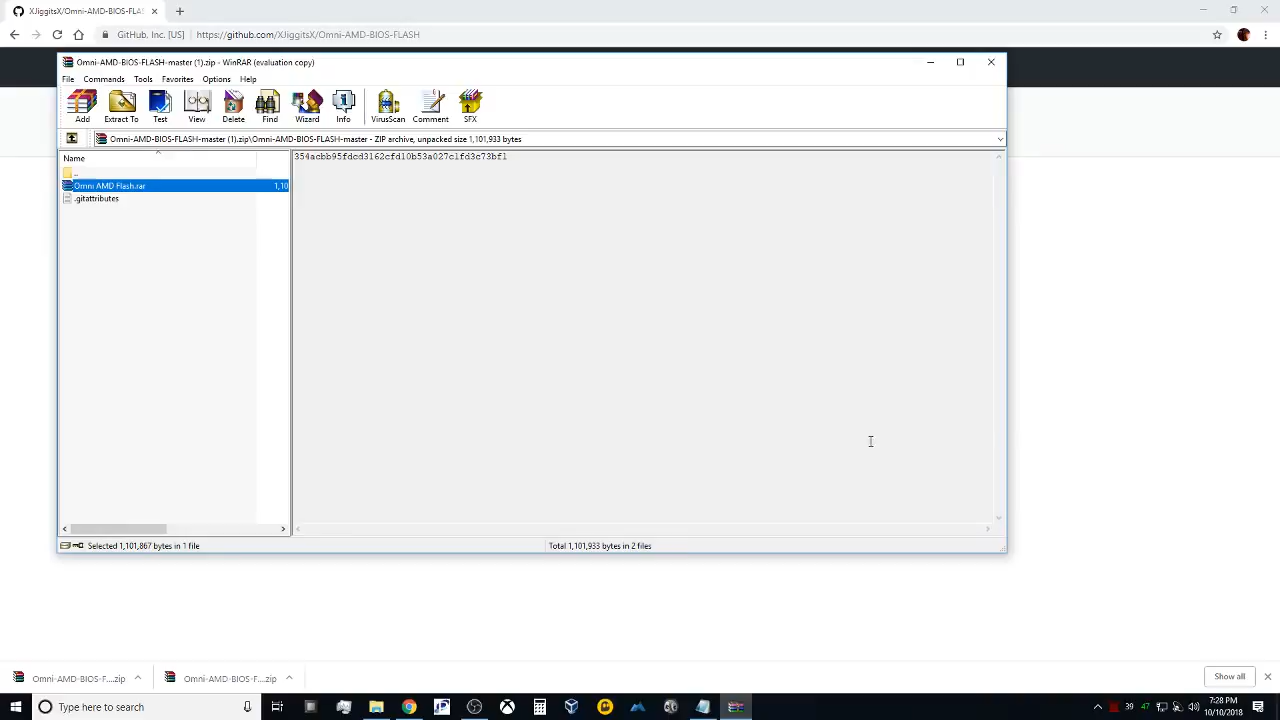 XJiggitsX/Omni-AMD-BIOS-FLAS
GitHub, Inc. [US]
https://github.com/XJiggitsX/Omni-AMD-BIOS-FLASH
Omni-AMD-BIOS-FLASH-master (1).zip - WinRAR (evaluation copy)
File Commands Tools Favorites Options Help
Add Extract To Test View Delete Find Wizard Info VirusScan Comment SFX
Omni-AMD-BIOS-FLASH-master (1).zip\Omni-AMD-BIOS-FLASH-master - ZIP archive, unpacked size 1,101,933 bytes
Name
..
Omni AMD Flash.rar 1,10
.gitattributes
Selected 1,101,867 bytes in 1 file
Total 1,101,933 bytes in 2 files
Omni-AMD-BIOS-F....zip
Omni-AMD-BIOS-F....zip
Show all
Type here to search
39 47
7:28 PM
10/10/2018